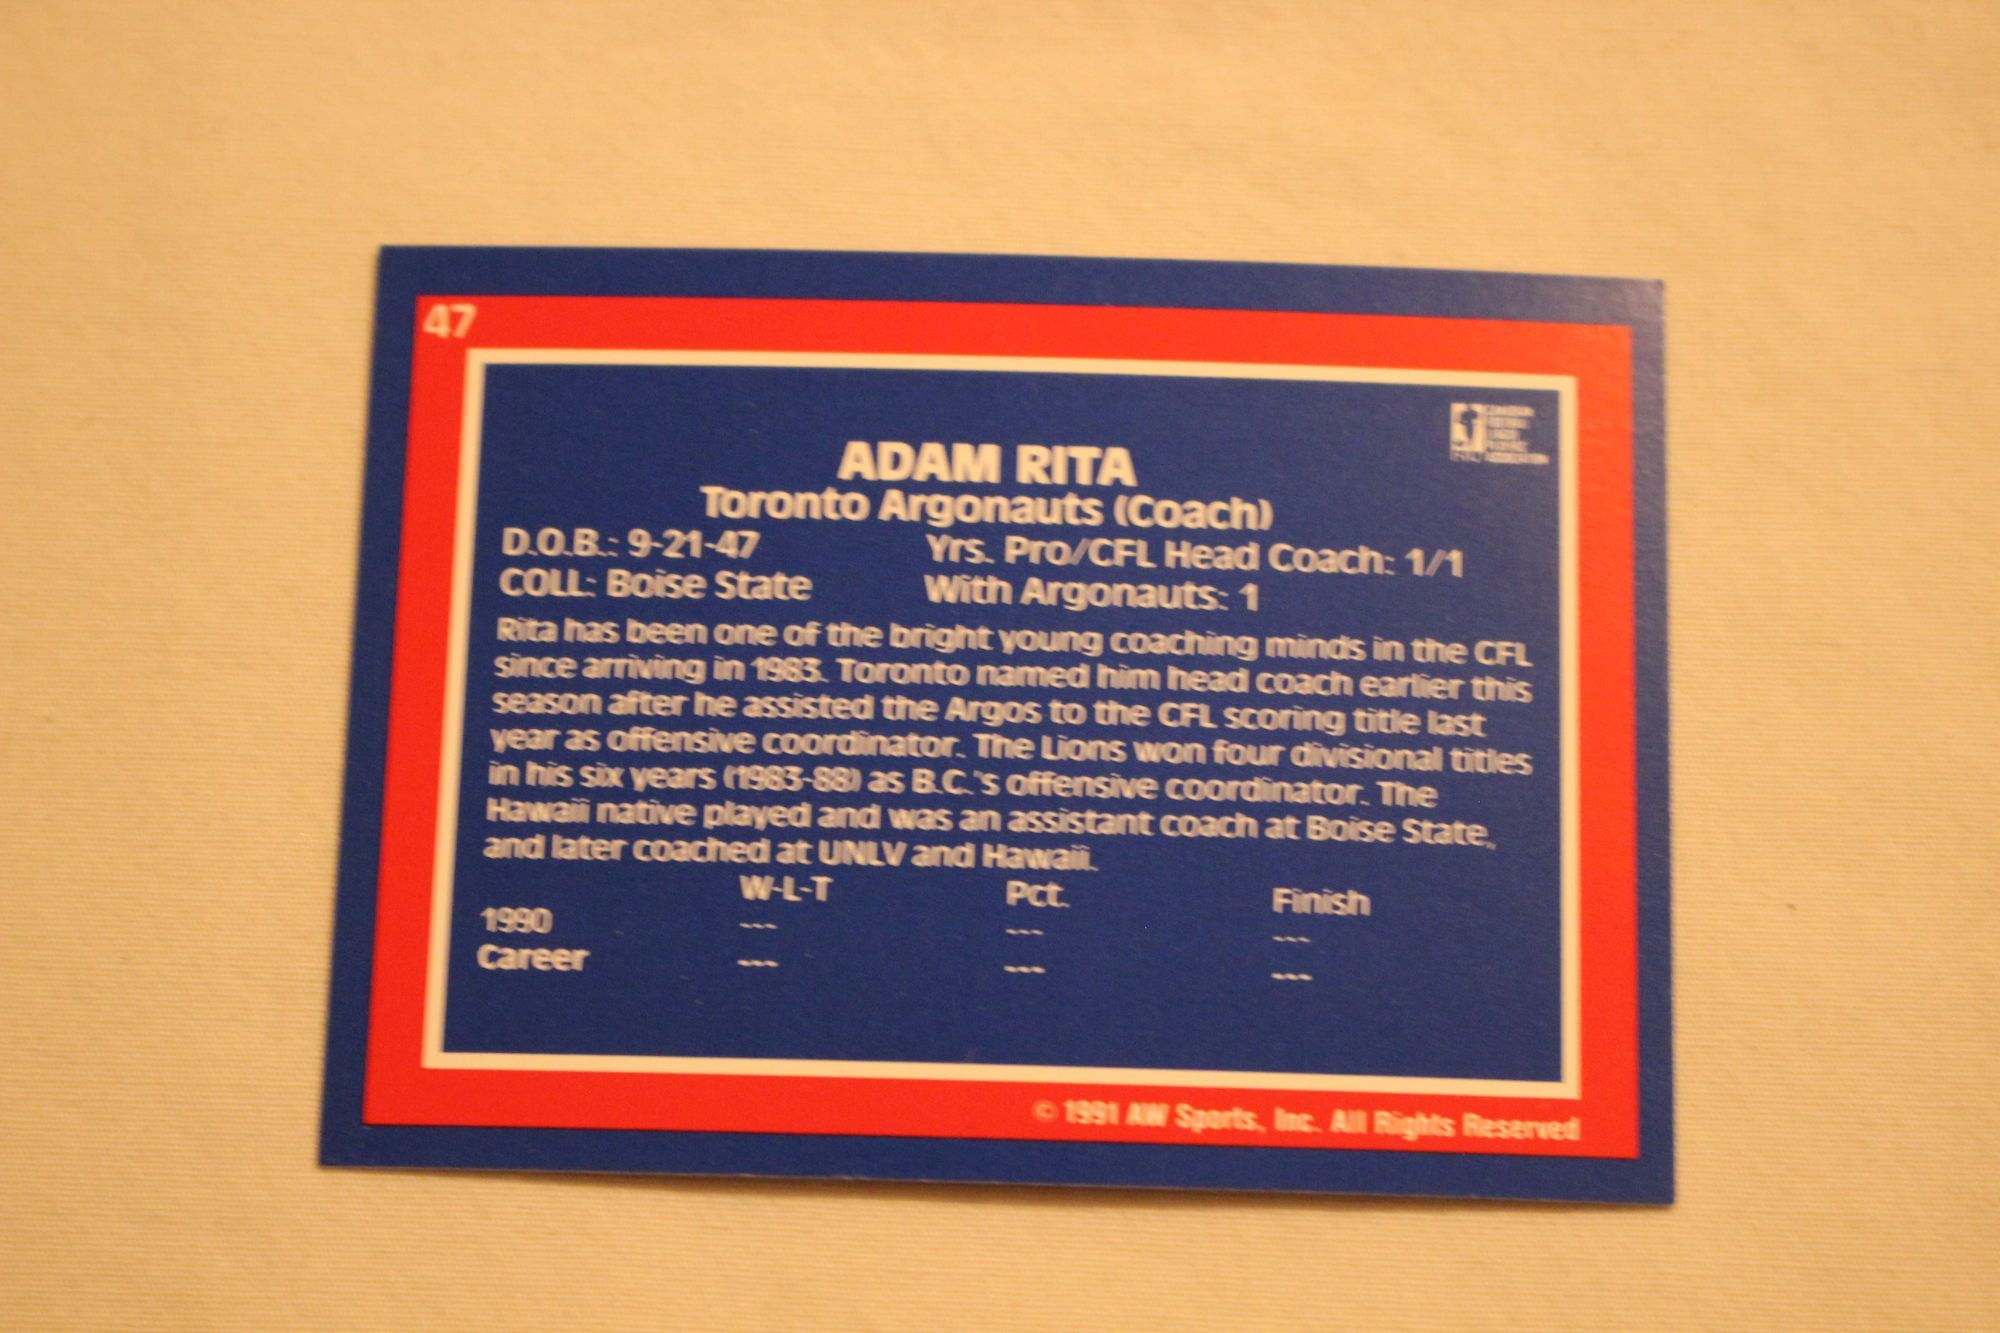 47
ADAM RITA
Toronto Argonauts (Coach)
D.O.B.: 9-21-47 Yrs. Pro/CFL Head Coach: 1/1
COLL: Boise State With Argonauts: 1
Rita has been one of the bright young coaching minds in the CFL
since arriving in 1983. Toronto named him head coach earlier this
season after he assisted the Argos to the CFL scoring title last
year as offensive coordinator. The Lions won four divisional titles
in his six years (1983-88) as B.C.'s offensive coordinator. The
Hawaii native played and was an assistant coach at Boise State,
and later coached at UNLV and Hawaii.
W-L-T Pct. Finish
1990 --- --- ---
Career --- --- ---
© 1991 AW Sports, Inc. All Rights Reserved